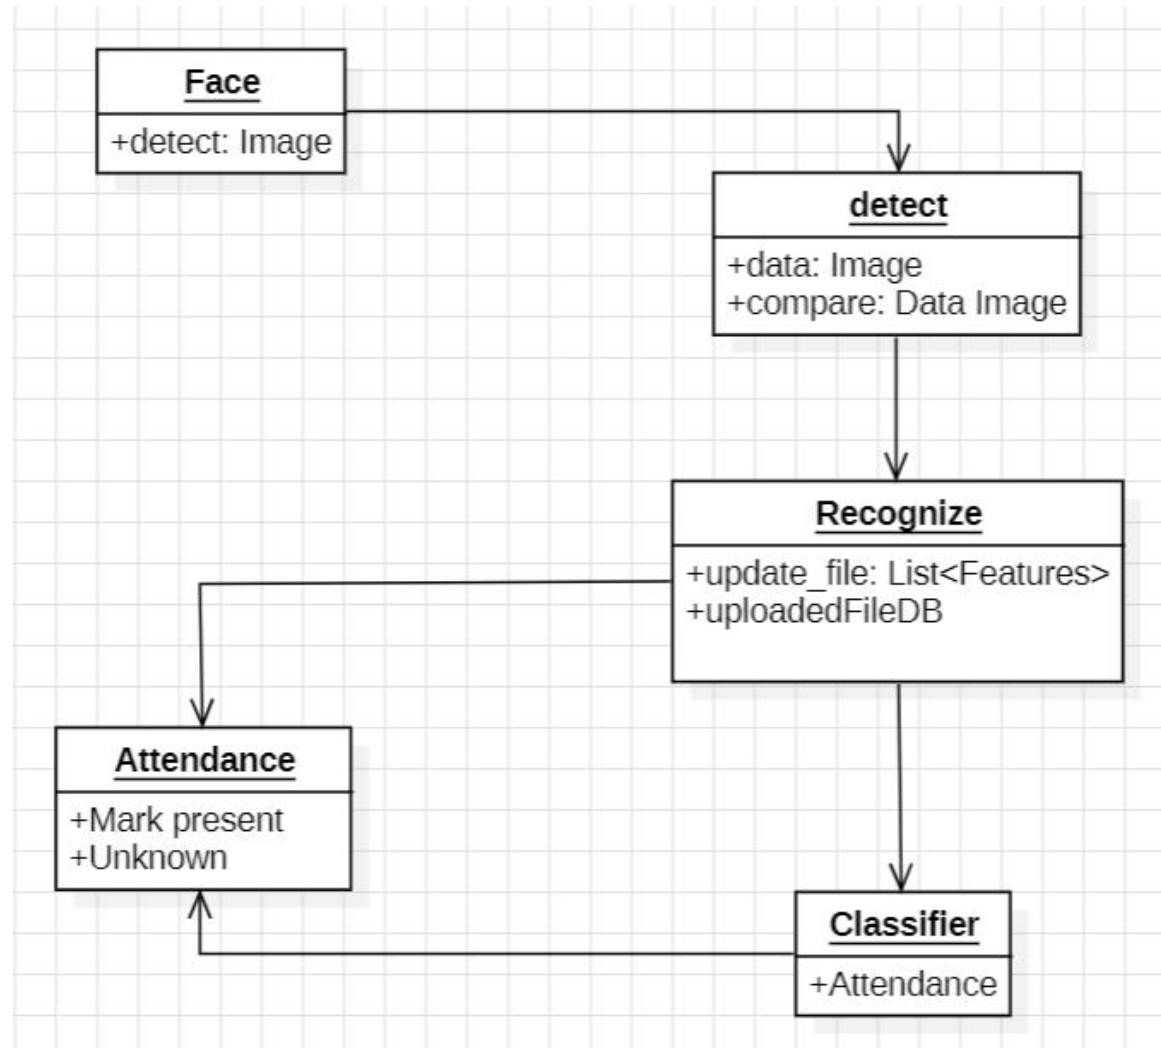 Face
+detect: Image
detect
+data: Image
+compare: Data Image
Recognize
+update_file: List<Features>
+uploadedFileDB
Attendance
+Mark present
+Unknown
Classifier
+Attendance